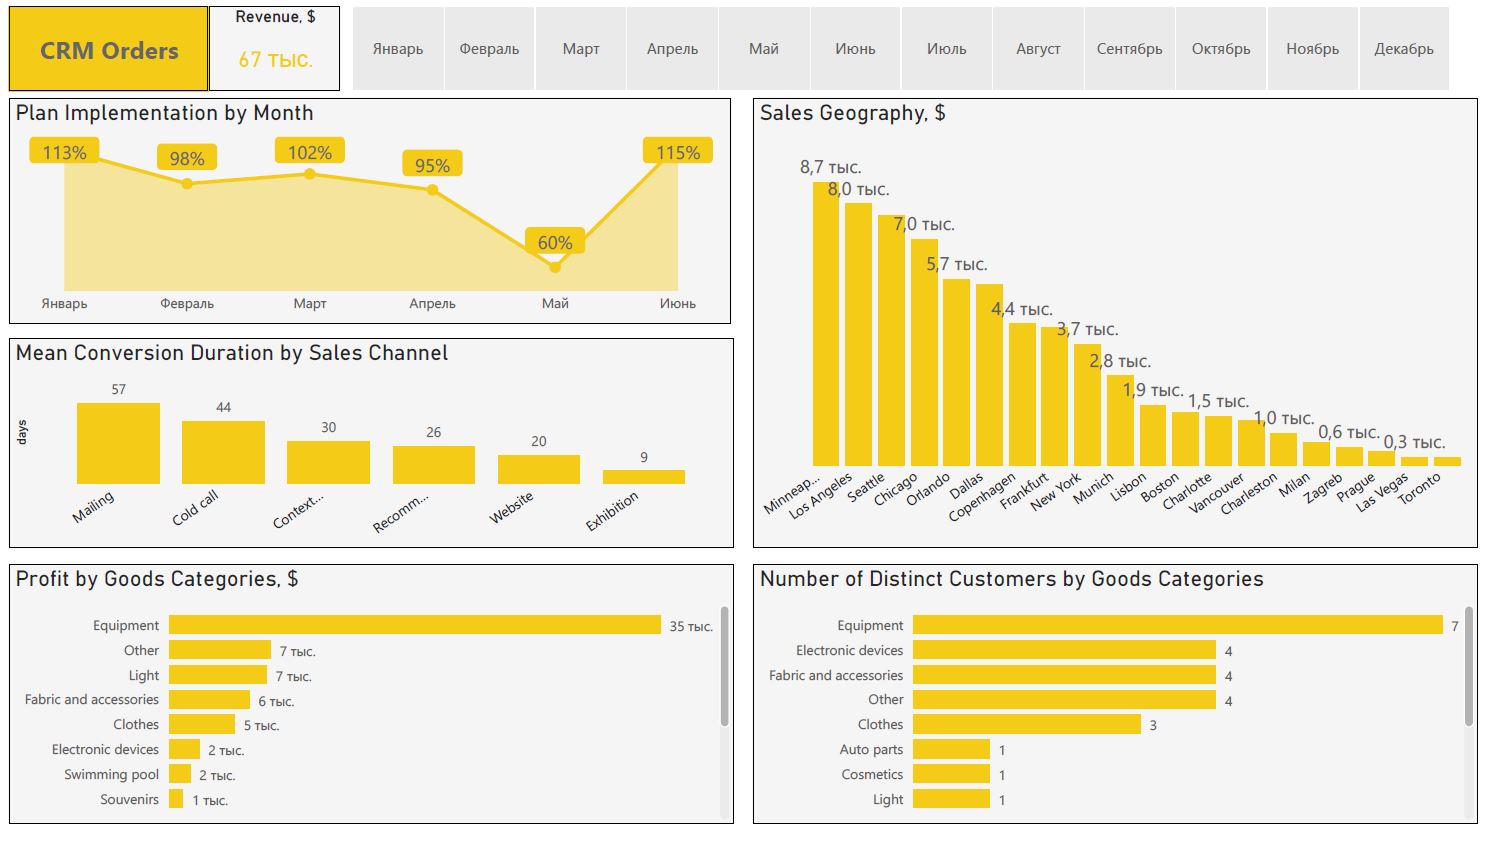 CRM Orders
Revenue, $
67 тыс.
Январь
Февраль
Март
Апрель
Май
Июнь
Июль
Август
Сентябрь
Октябрь
Ноябрь
Декабрь
Plan Implementation by Month
113%
98%
102%
95%
60%
115%
Январь
Февраль
Март
Апрель
Май
Июнь
Sales Geography, $
8,7 тыс.
8,0 тыс.
7,0 тыс.
5,7 тыс.
4,4 тыс.
3,7 тыс.
2,8 тыс.
1,9 тыс.
1,5 тыс.
1,0 тыс.
0,6 тыс.
0,3 тыс.
Minneap...
Los Angeles
Seattle
Chicago
Orlando
Dallas
Copenhagen
Frankfurt
New York
Munich
Lisbon
Boston
Charlotte
Vancouver
Charleston
Milan
Zagreb
Prague
Las Vegas
Toronto
Mean Conversion Duration by Sales Channel
days
57
44
30
26
20
9
Mailing
Cold call
Context...
Recomm...
Website
Exhibition
Profit by Goods Categories, $
Equipment 35 тыс.
Other 7 тыс.
Light 7 тыс.
Fabric and accessories 6 тыс.
Clothes 5 тыс.
Electronic devices 2 тыс.
Swimming pool 2 тыс.
Souvenirs 1 тыс.
Number of Distinct Customers by Goods Categories
Equipment 7
Electronic devices 4
Fabric and accessories 4
Other 4
Clothes 3
Auto parts 1
Cosmetics 1
Light 1